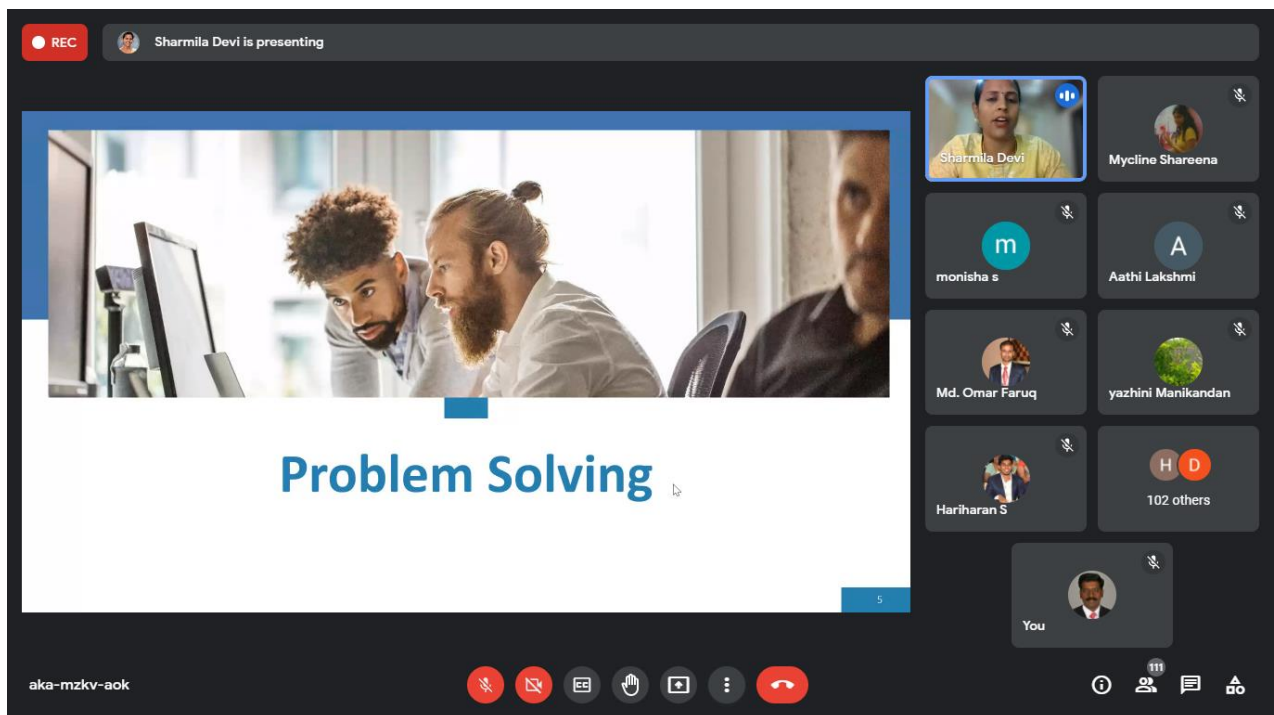 REC
Sharmila Devi is presenting
Sharmila Devi
Mycline Shareena
m
monisha s
A
Aathi Lakshmi
Md. Omar Faruq
yazhini Manikandan
Hariharan S
H D
102 others
You
Problem Solving
5
aka-mzkv-aok
CC
111